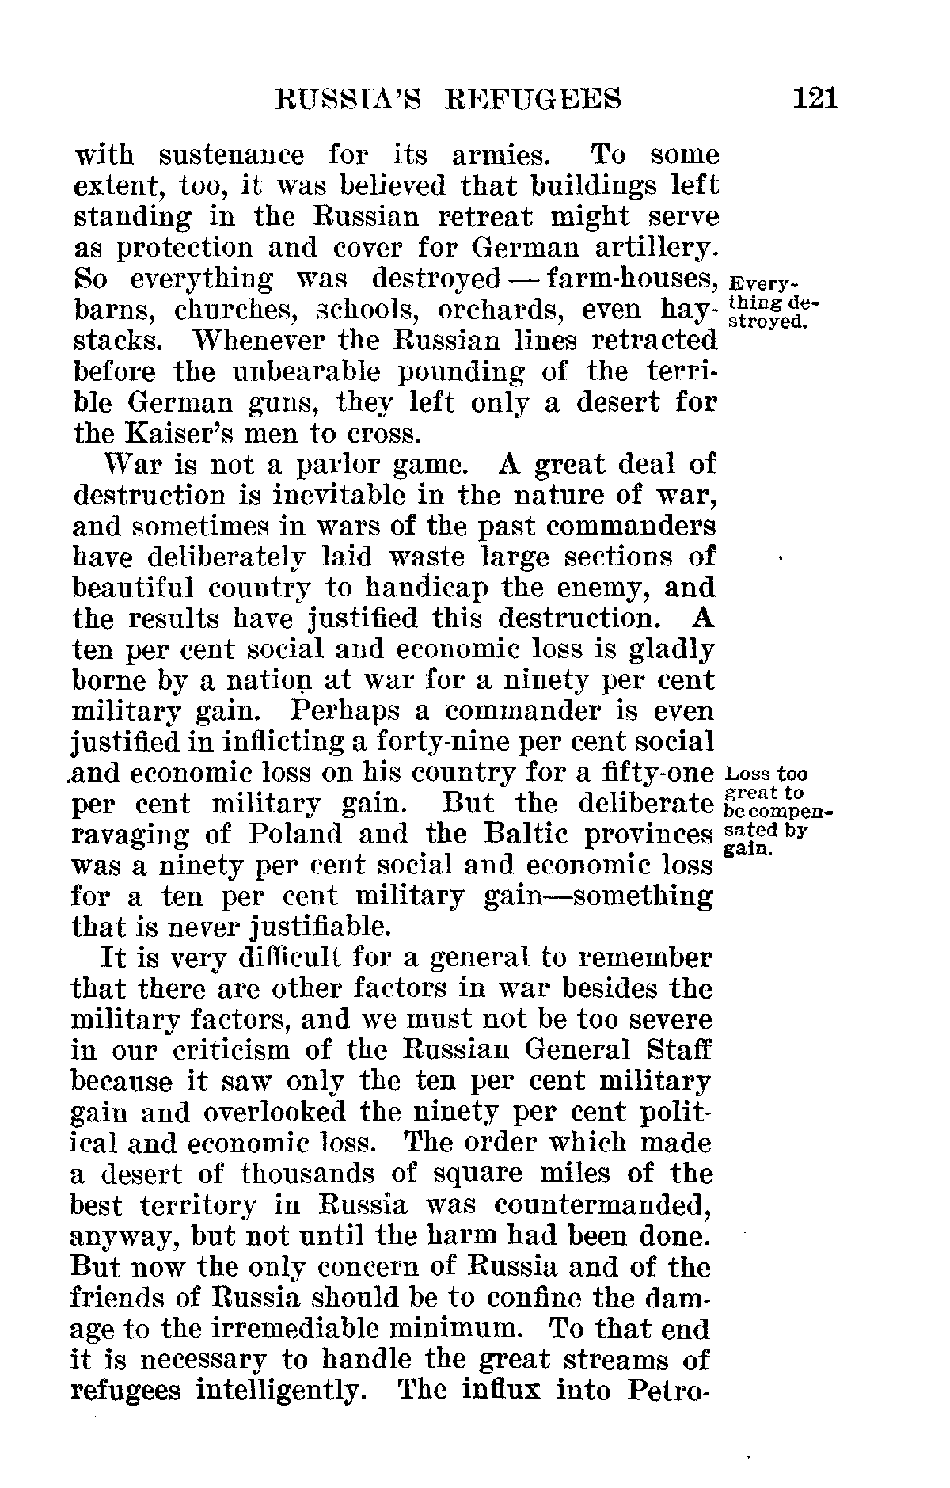 RUSSIA'S REFUGEES 121
with sustenance for its armies. To some
extent, too, it was believed that buildings left
standing in the Russian retreat might serve
as protection and cover for German artillery.
So everything was destroyed — farm-houses,
barns, churches, schools, orchards, even hay-
stacks. Whenever the Russian lines retracted
before the unbearable pounding of the terri-
ble German guns, they left only a desert for
the Kaiser's men to cross.
Every-
thing de-
stroyed.
War is not a parlor game. A great deal of
destruction is inevitable in the nature of war,
and sometimes in wars of the past commanders
have deliberately laid waste large sections of
beautiful country to handicap the enemy, and
the results have justified this destruction. A
ten per cent social and economic loss is gladly
borne by a nation at war for a ninety per cent
military gain. Perhaps a commander is even
justified in inflicting a forty-nine per cent social
and economic loss on his country for a fifty-one
per cent military gain. But the deliberate
ravaging of Poland and the Baltic provinces
was a ninety per cent social and economic loss
for a ten per cent military gain—something
that is never justifiable.
Loss too
great to
be compen-
sated by
gain.
It is very difficult for a general to remember
that there are other factors in war besides the
military factors, and we must not be too severe
in our criticism of the Russian General Staff
because it saw only the ten per cent military
gain and overlooked the ninety per cent polit-
ical and economic loss. The order which made
a desert of thousands of square miles of the
best territory in Russia was countermanded,
anyway, but not until the harm had been done.
But now the only concern of Russia and of the
friends of Russia should be to confine the dam-
age to the irremediable minimum. To that end
it is necessary to handle the great streams of
refugees intelligently. The influx into Petro-